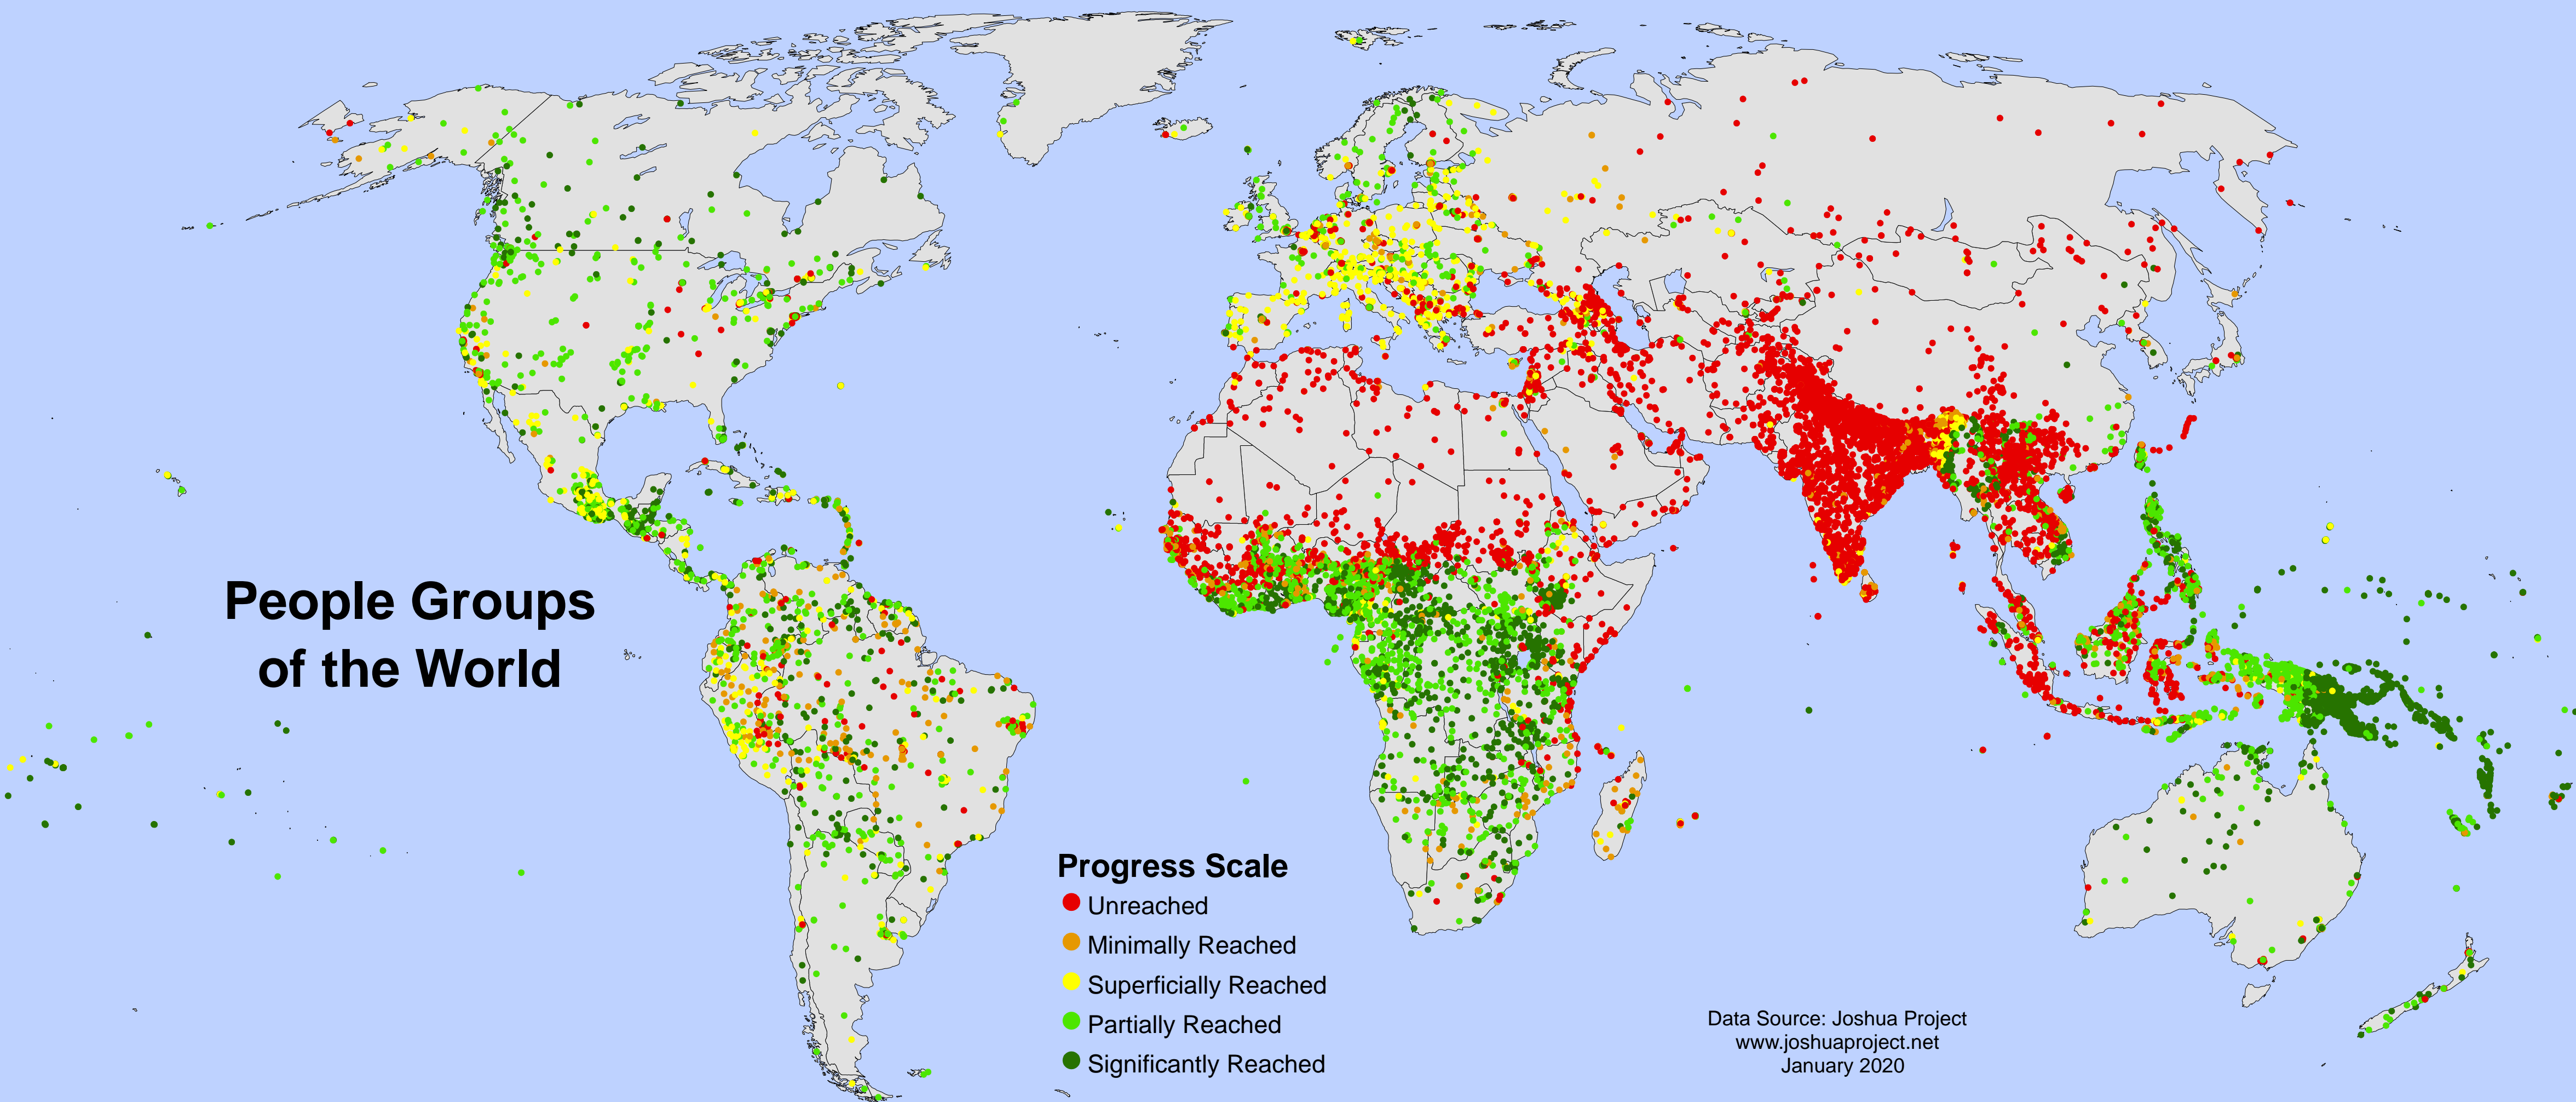 People Groups
of the World
Progress Scale
Unreached
Minimally Reached
Superficially Reached
Partially Reached
Significantly Reached
Data Source: Joshua Project
www.joshuaproject.net
January 2020